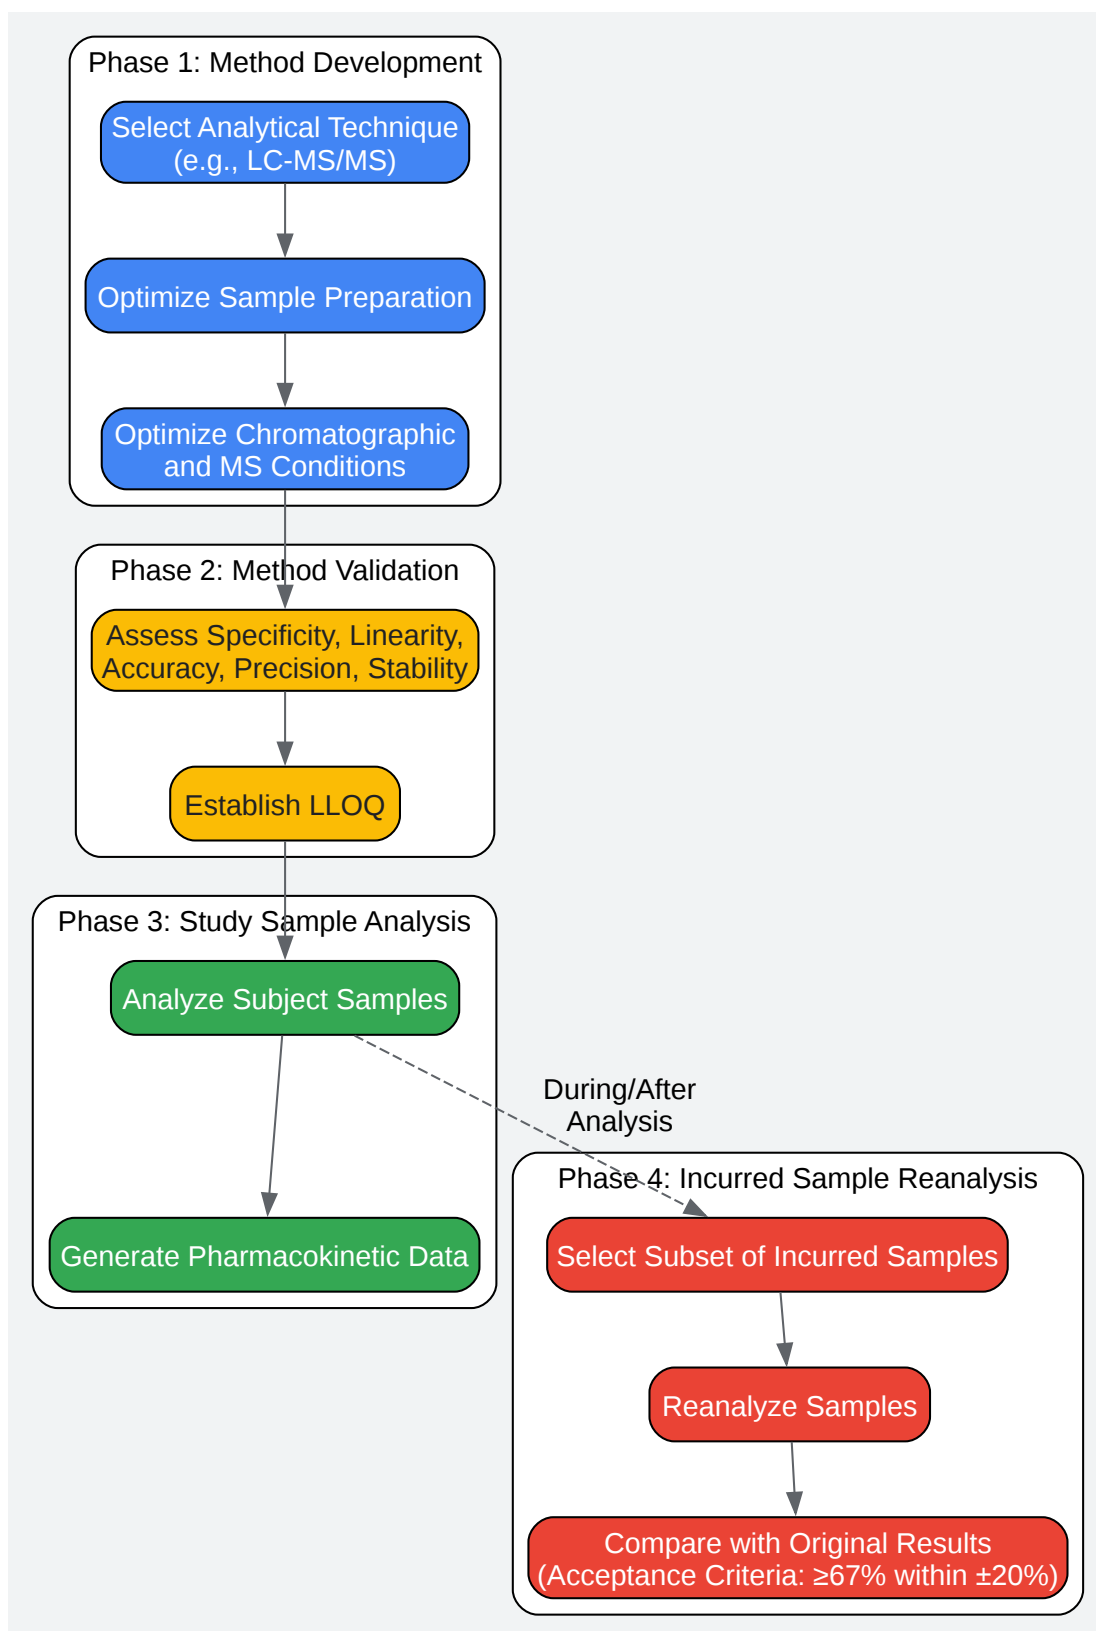 Phase 1: Method Development
Select Analytical Technique
(e.g., LC-MS/MS)
Optimize Sample Preparation
Optimize Chromatographic
and MS Conditions
Phase 2: Method Validation
Assess Specificity, Linearity,
Accuracy, Precision, Stability
Establish LLOQ
Phase 3: Study Sample Analysis
Analyze Subject Samples
Generate Pharmacokinetic Data
During/After
Analysis
Phase 4: Incurred Sample Reanalysis
Select Subset of Incurred Samples
Reanalyze Samples
Compare with Original Results
(Acceptance Criteria: ≥67% within ±20%)